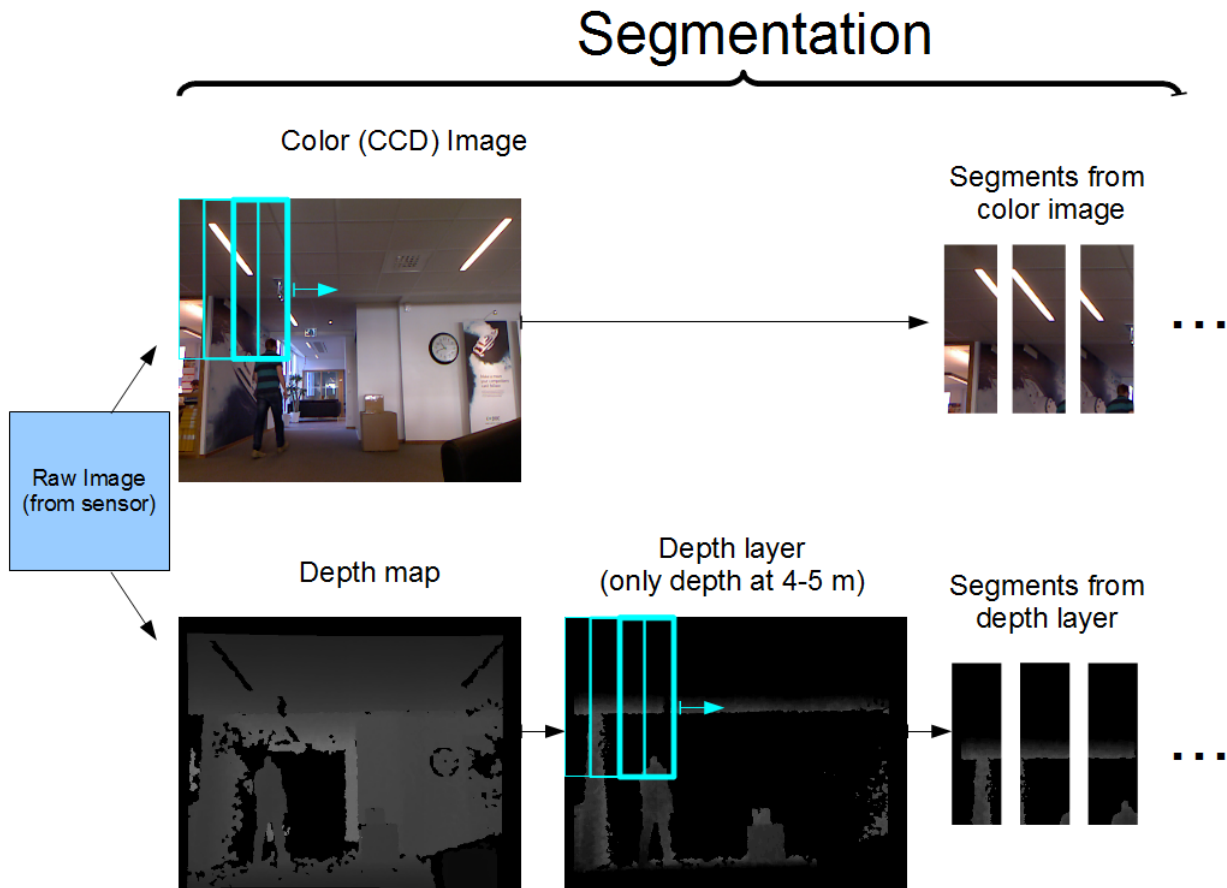 Segmentation
Color (CCD) Image
Segments from
color image
...
Raw Image
(from sensor)
Depth map
Depth layer
(only depth at 4-5 m)
Segments from
depth layer
...